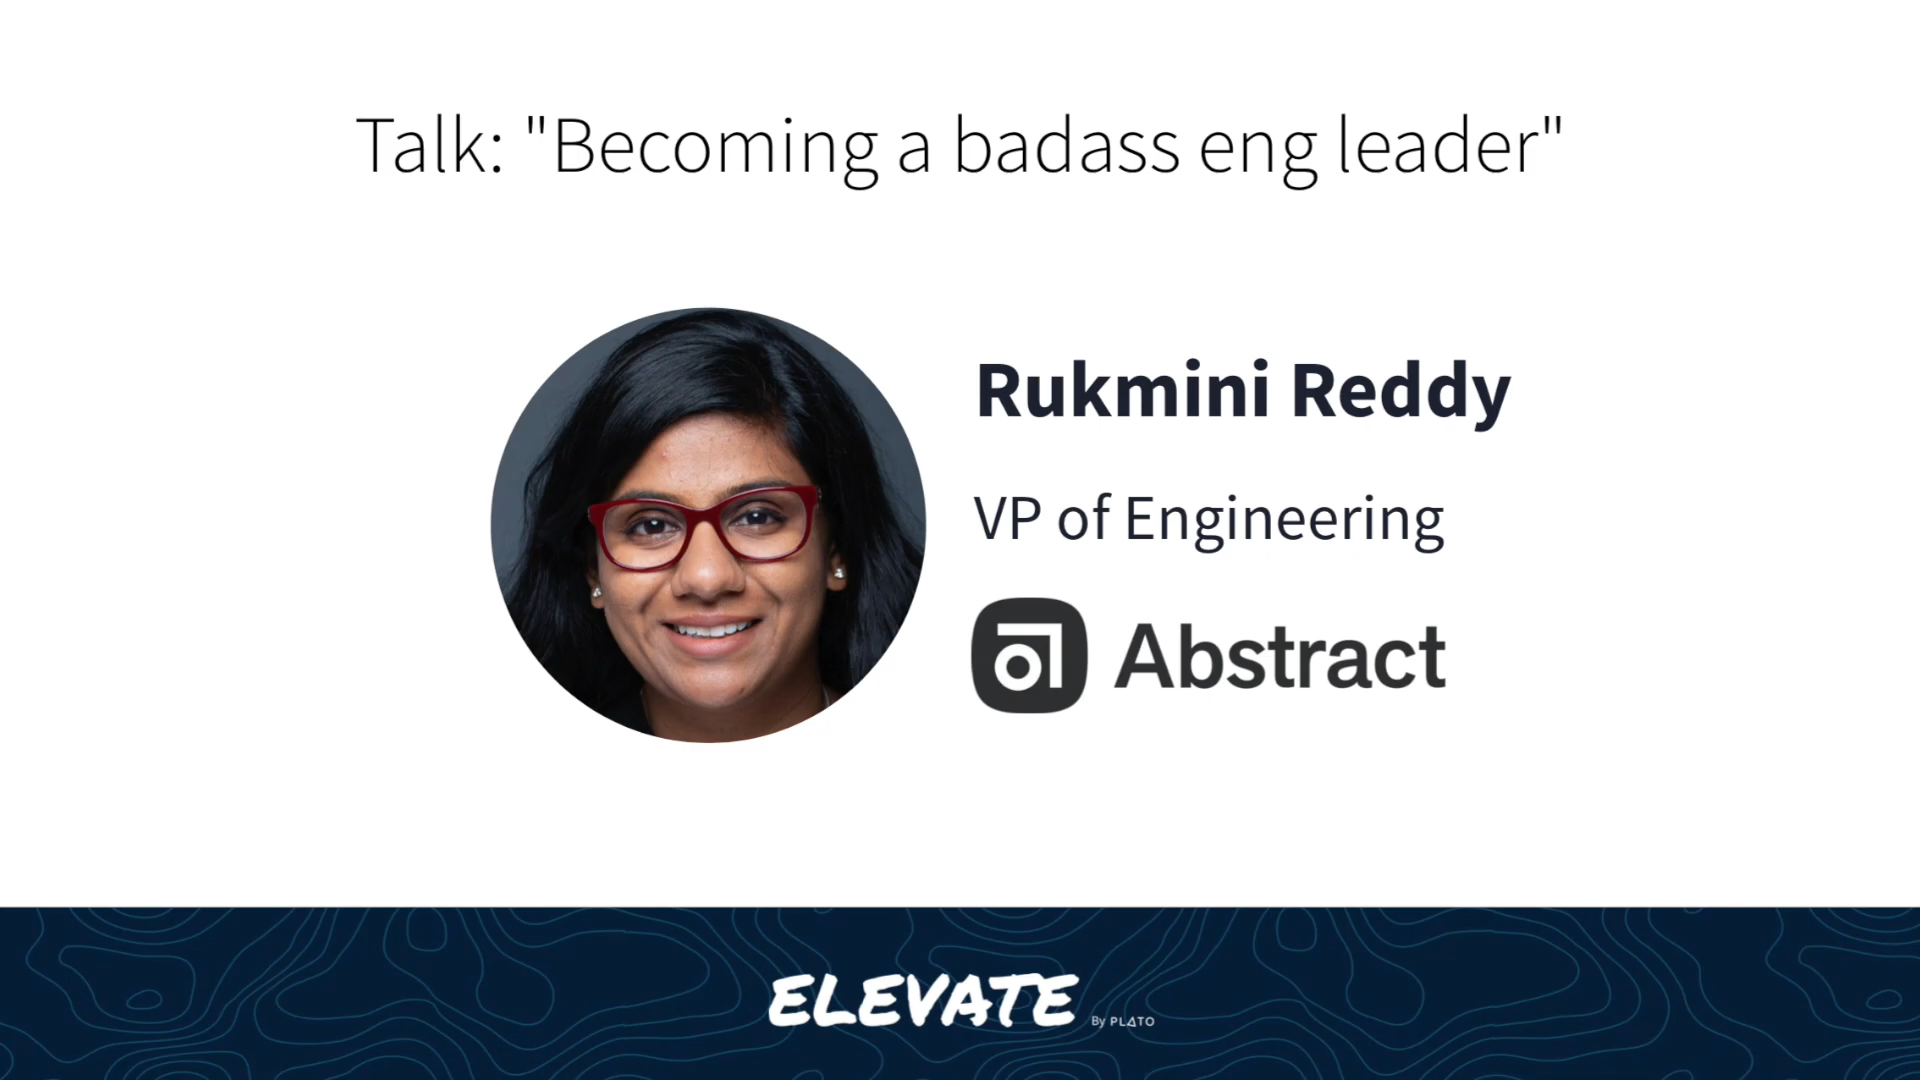 Talk: "Becoming a badass eng leader"
Rukmini Reddy
VP of Engineering
Abstract
ELEVATE By PLATO